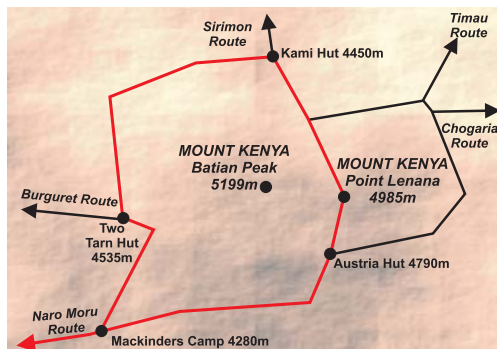 Sirimon
Route
Timau
Route
Kami Hut 4450m
Chogaria
Route
MOUNT KENYA
Batian Peak
5199m
MOUNT KENYA
Point Lenana
4985m
Burguret Route
Two
Tarn Hut
4535m
Austria Hut 4790m
Naro Moru
Route
Mackinders Camp 4280m